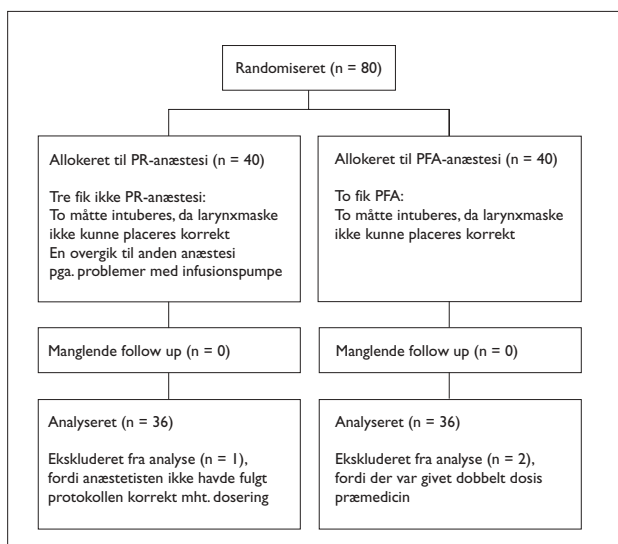 Randomiseret (n = 80)
Allokeret til PR-anæstesi (n = 40)
Tre fik ikke PR-anæstesi:
To måtte intuberes, da larynxmaske
ikke kunne placeres korrekt
En overgik til anden anæstesi
pga. problemer med infusionspumpe
Allokeret til PFA-anæstesi (n = 40)
To fik PFA:
To måtte intuberes, da larynxmaske
ikke kunne placeres korrekt
Manglende follow up (n = 0)
Manglende follow up (n = 0)
Analyseret (n = 36)
Ekskluderet fra analyse (n = 1),
fordi anæstetisten ikke havde fulgt
protokollen korrekt mht. dosering
Analyseret (n = 36)
Ekskluderet fra analyse (n = 2),
fordi der var givet dobbelt dosis
præmedicin